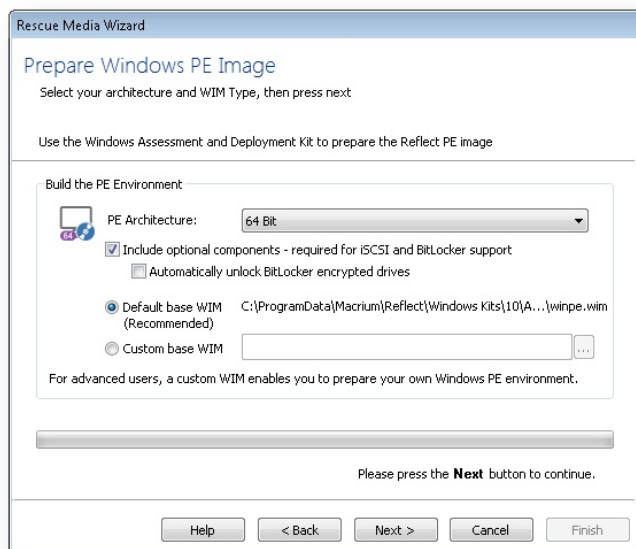 Rescue Media Wizard
Prepare Windows PE Image
Select your architecture and WIM Type, then press next
Use the Windows Assessment and Deployment Kit to prepare the Reflect PE image
Build the PE Environment
64
PE Architecture:
64 Bit
Include optional components - required for iSCSI and BitLocker support
Automatically unlock BitLocker encrypted drives
Default base WIM C:\ProgramData\Macrium\Reflect\Windows Kits\10\A...\winpe.wim
(Recommended)
Custom base WIM
...
For advanced users, a custom WIM enables you to prepare your own Windows PE environment.
Please press the Next button to continue.
Help < Back Next > Cancel Finish